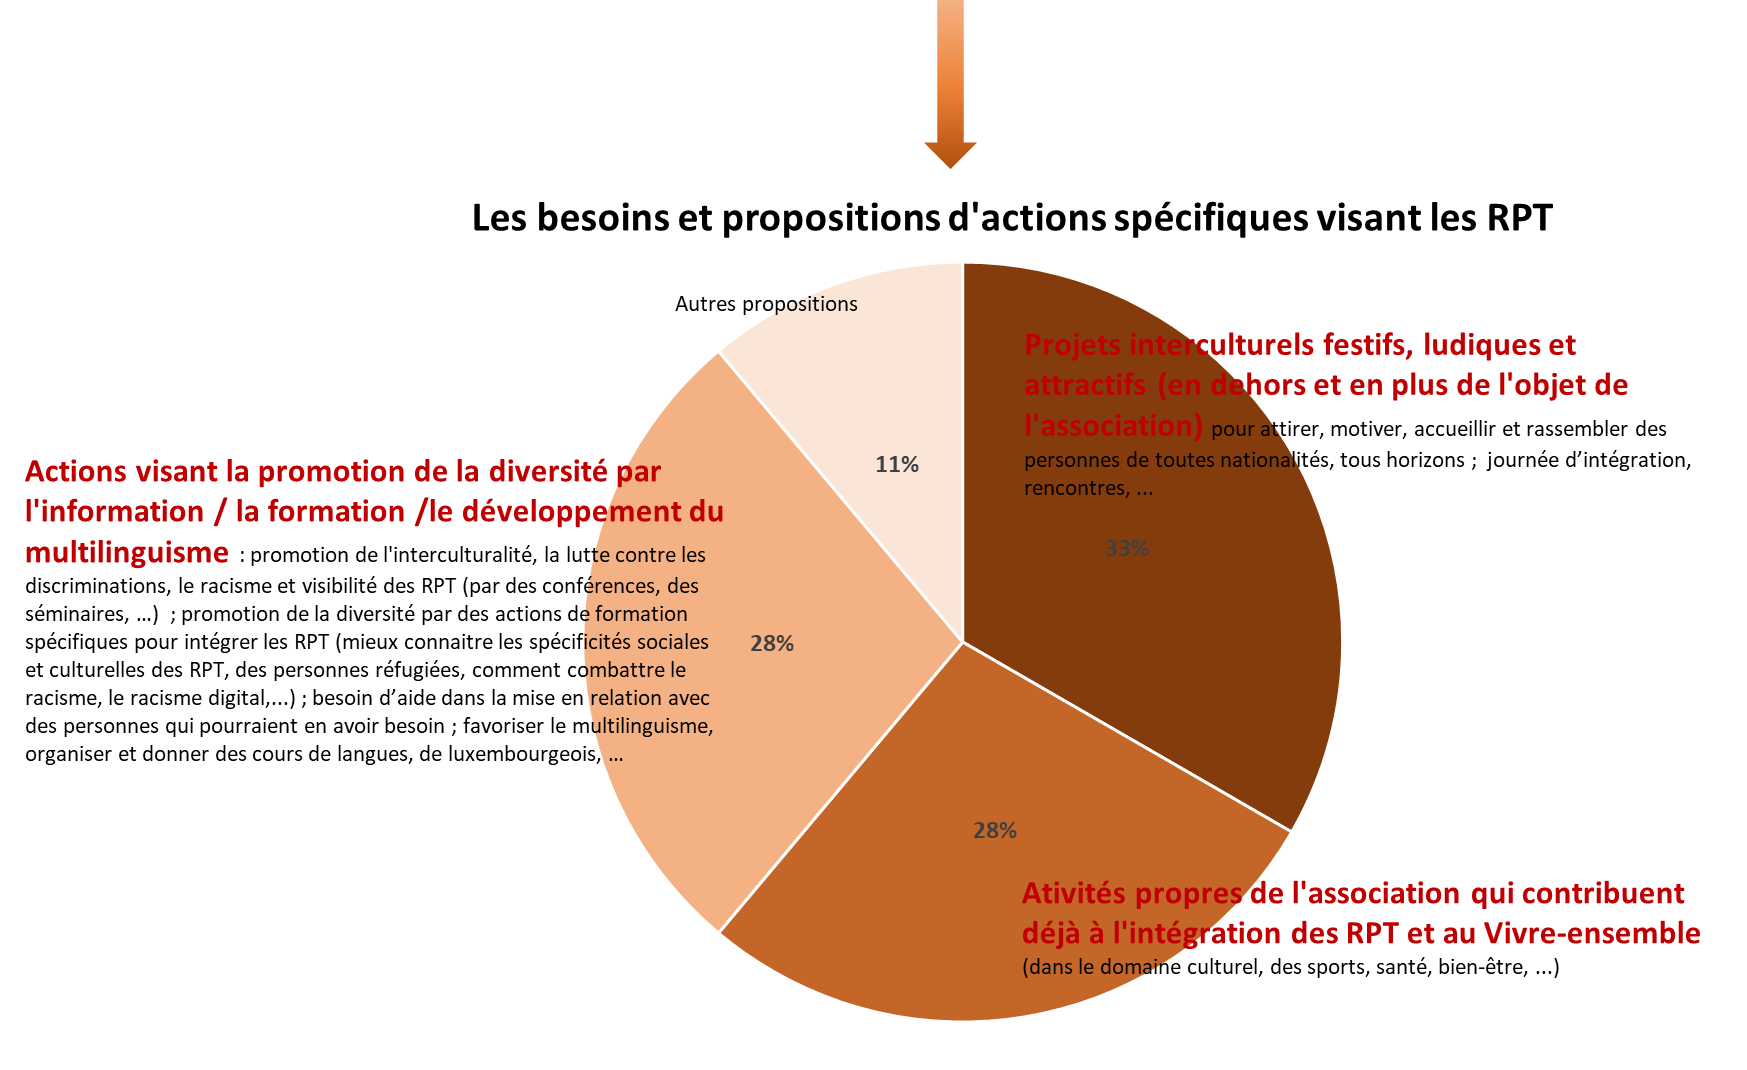 Les besoins et propositions d'actions spécifiques visant les RPT
Autres propositions
11%
Projets interculturels festifs, ludiques et
attractifs (en dehors et en plus de l'objet de
l'association) pour attirer, motiver, accueillir et rassembler des
personnes de toutes nationalités, tous horizons ; journée d’intégration,
rencontres, ...
33%
Actions visant la promotion de la diversité par
l'information / la formation /le développement du
multilinguisme : promotion de l'interculturalité, la lutte contre les
discriminations, le racisme et visibilité des RPT (par des conférences, des
séminaires, ...) ; promotion de la diversité par des actions de formation
spécifiques pour intégrer les RPT (mieux connaitre les spécificités sociales
et culturelles des RPT, des personnes réfugiées, comment combattre le
racisme, le racisme digital,...) ; besoin d’aide dans la mise en relation avec
des personnes qui pourraient en avoir besoin ; favoriser le multilinguisme,
organiser et donner des cours de langues, de luxembourgeois, ...
28%
28%
Ativités propres de l'association qui contribuent
déjà à l'intégration des RPT et au Vivre-ensemble
(dans le domaine culturel, des sports, santé, bien-être, ...)